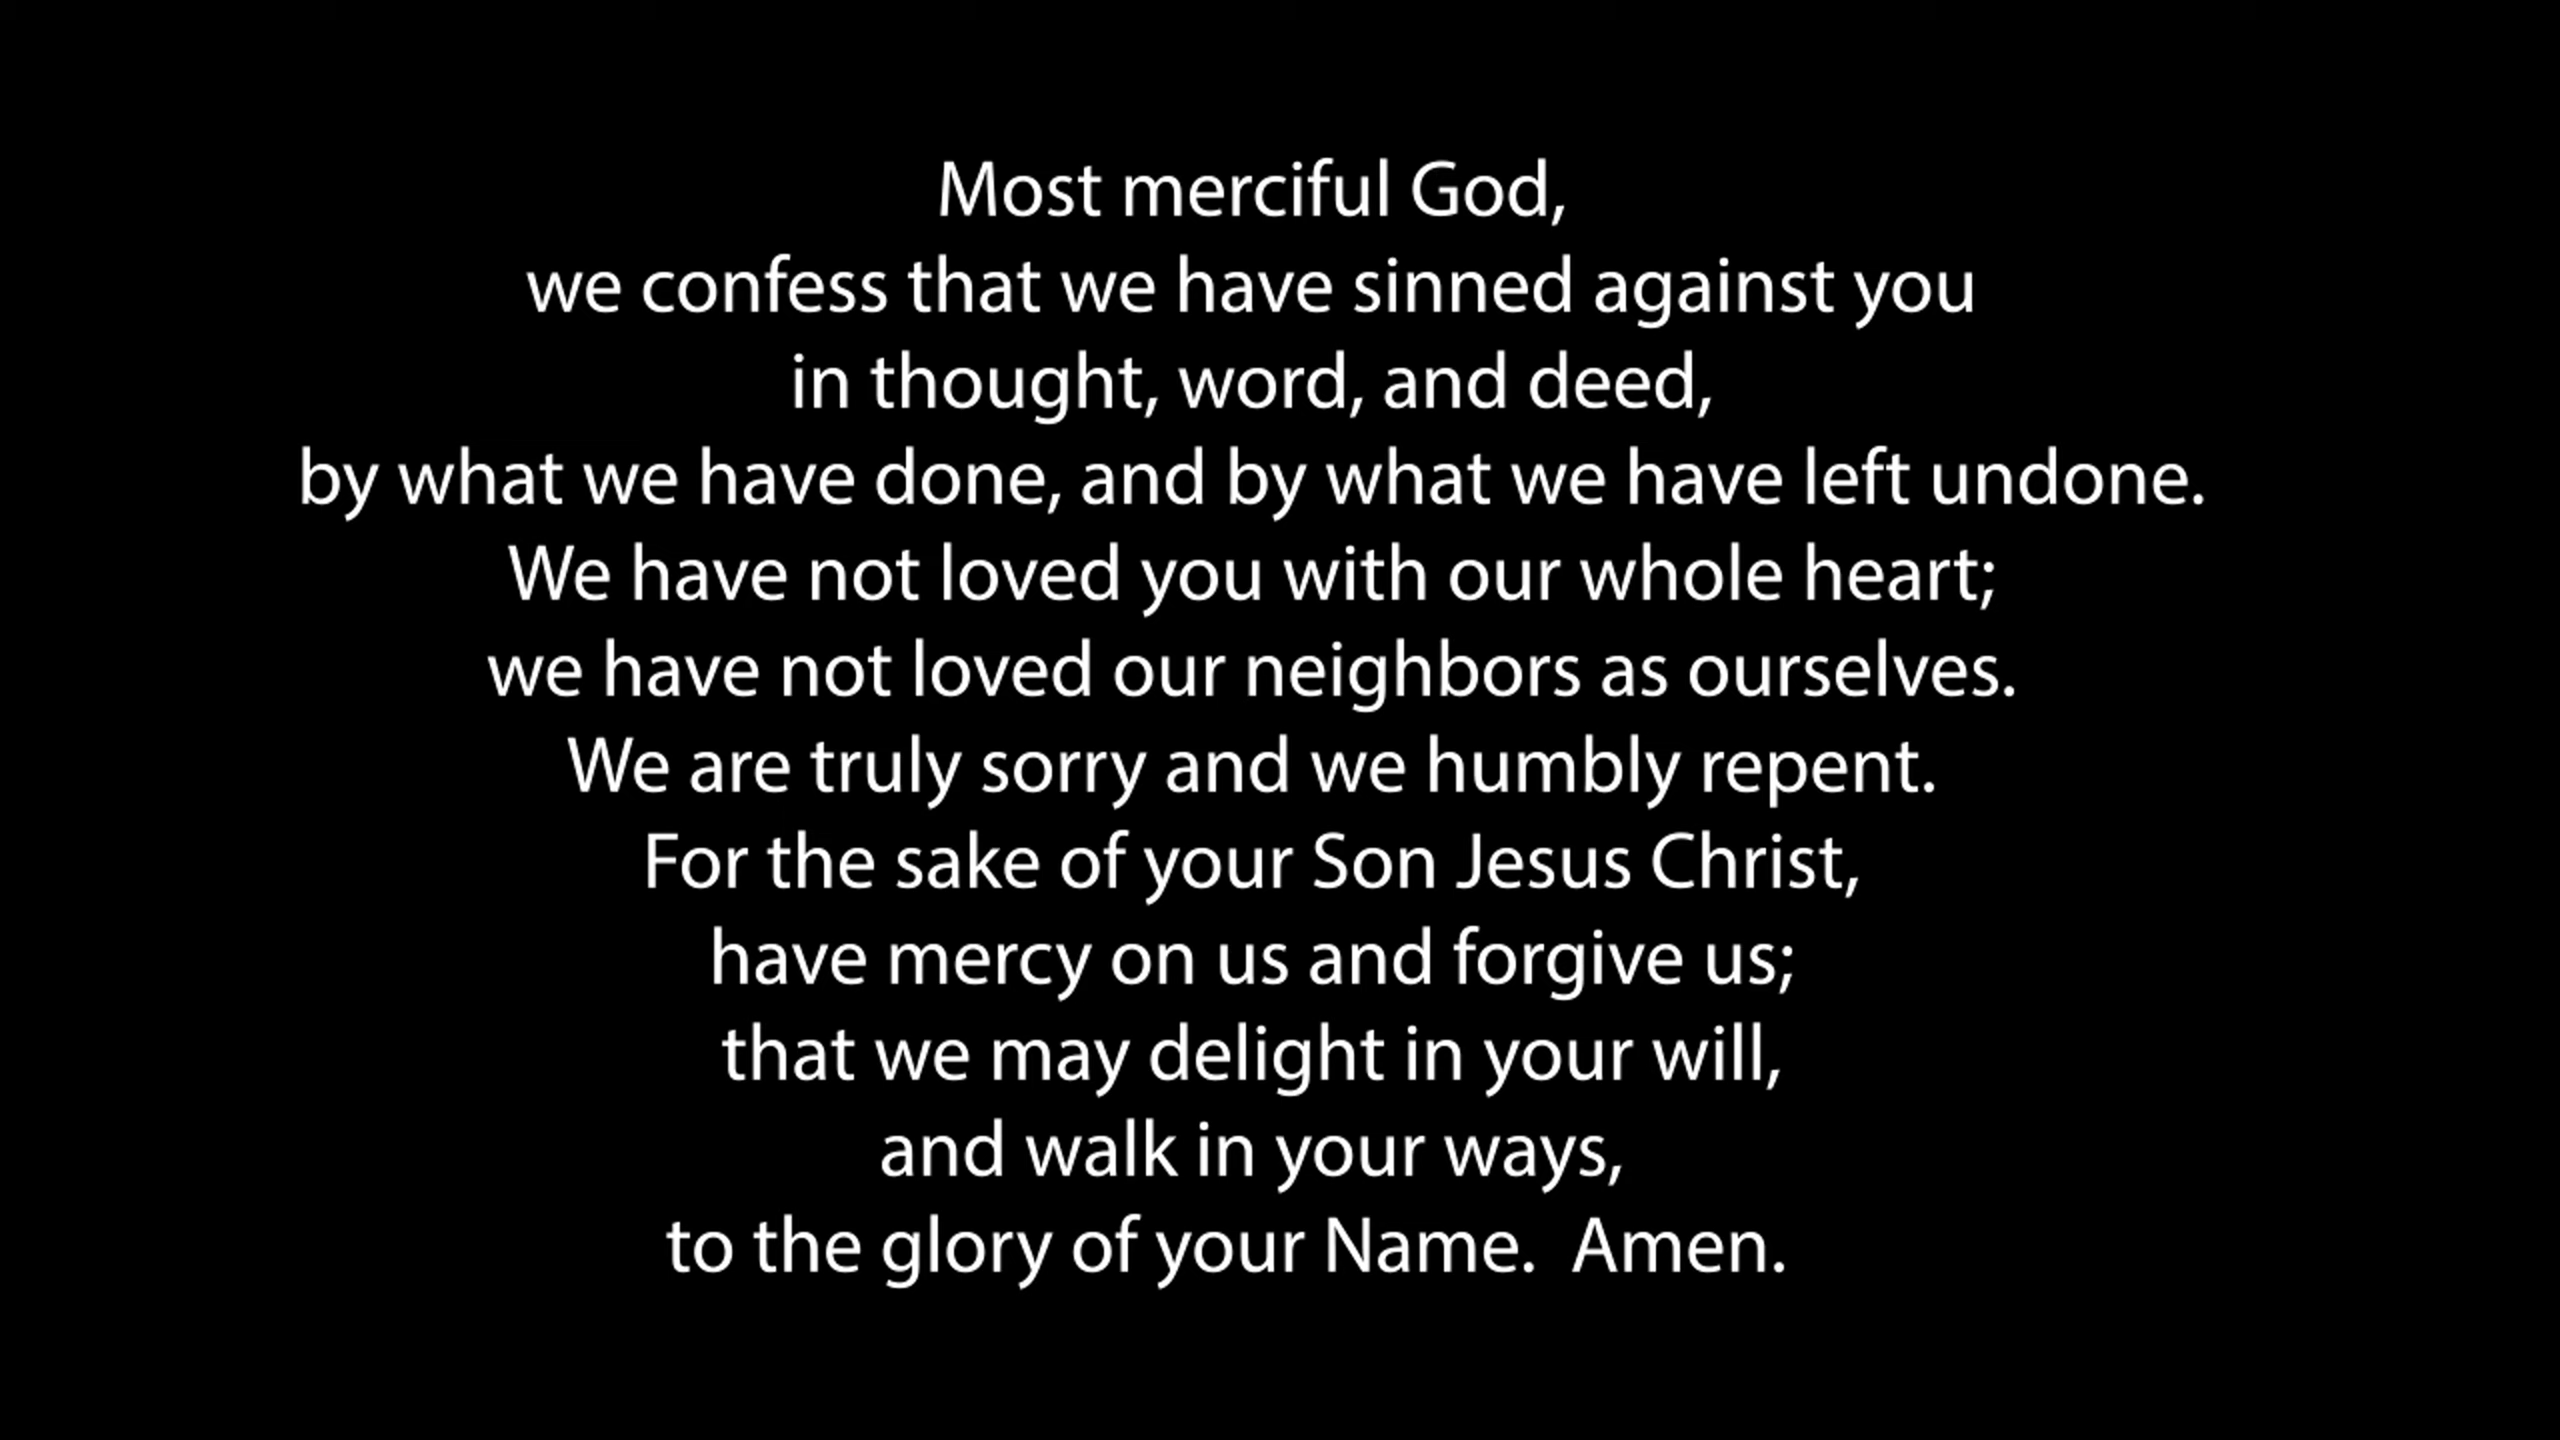 Most merciful God,
we confess that we have sinned against you
in thought, word, and deed,
by what we have done, and by what we have left undone.
We have not loved you with our whole heart;
we have not loved our neighbors as ourselves.
We are truly sorry and we humbly repent.
For the sake of your Son Jesus Christ,
have mercy on us and forgive us;
that we may delight in your will,
and walk in your ways,
to the glory of your Name.  Amen.